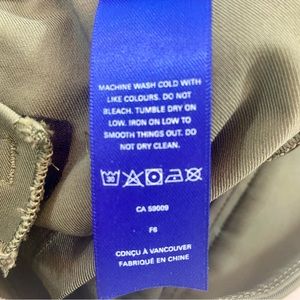 MACHINE WASH COLD WITH
LIKE COLOURS. DO NOT
BLEACH. TUMBLE DRY ON
LOW. IRON ON LOW TO
SMOOTH THINGS OUT. DO
NOT DRY CLEAN.
CA 59009
F6
CONÇU À VANCOUVER
FABRIQUÉ EN CHINE